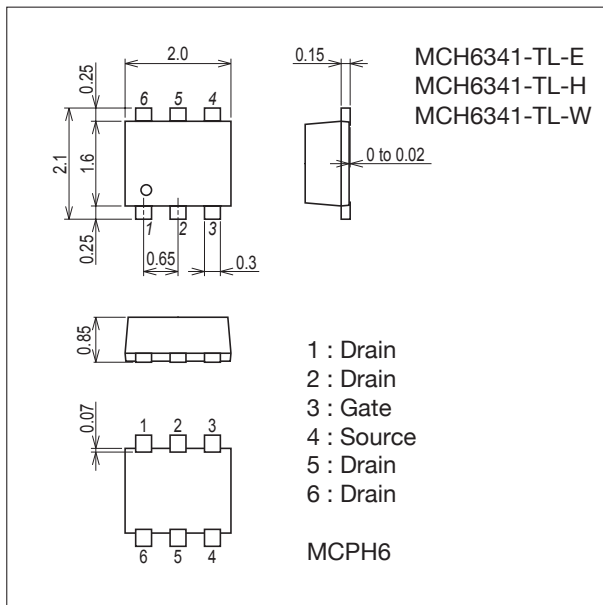 2.0
0.15
MCH6341-TL-E
MCH6341-TL-H
MCH6341-TL-W
0.25
6 5 4
2.1
1.6
0 to 0.02
0.25
1 2 3
0.65
0.3
0.85
1 : Drain
2 : Drain
3 : Gate
4 : Source
5 : Drain
6 : Drain
0.07
1 2 3
6 5 4
MCPH6